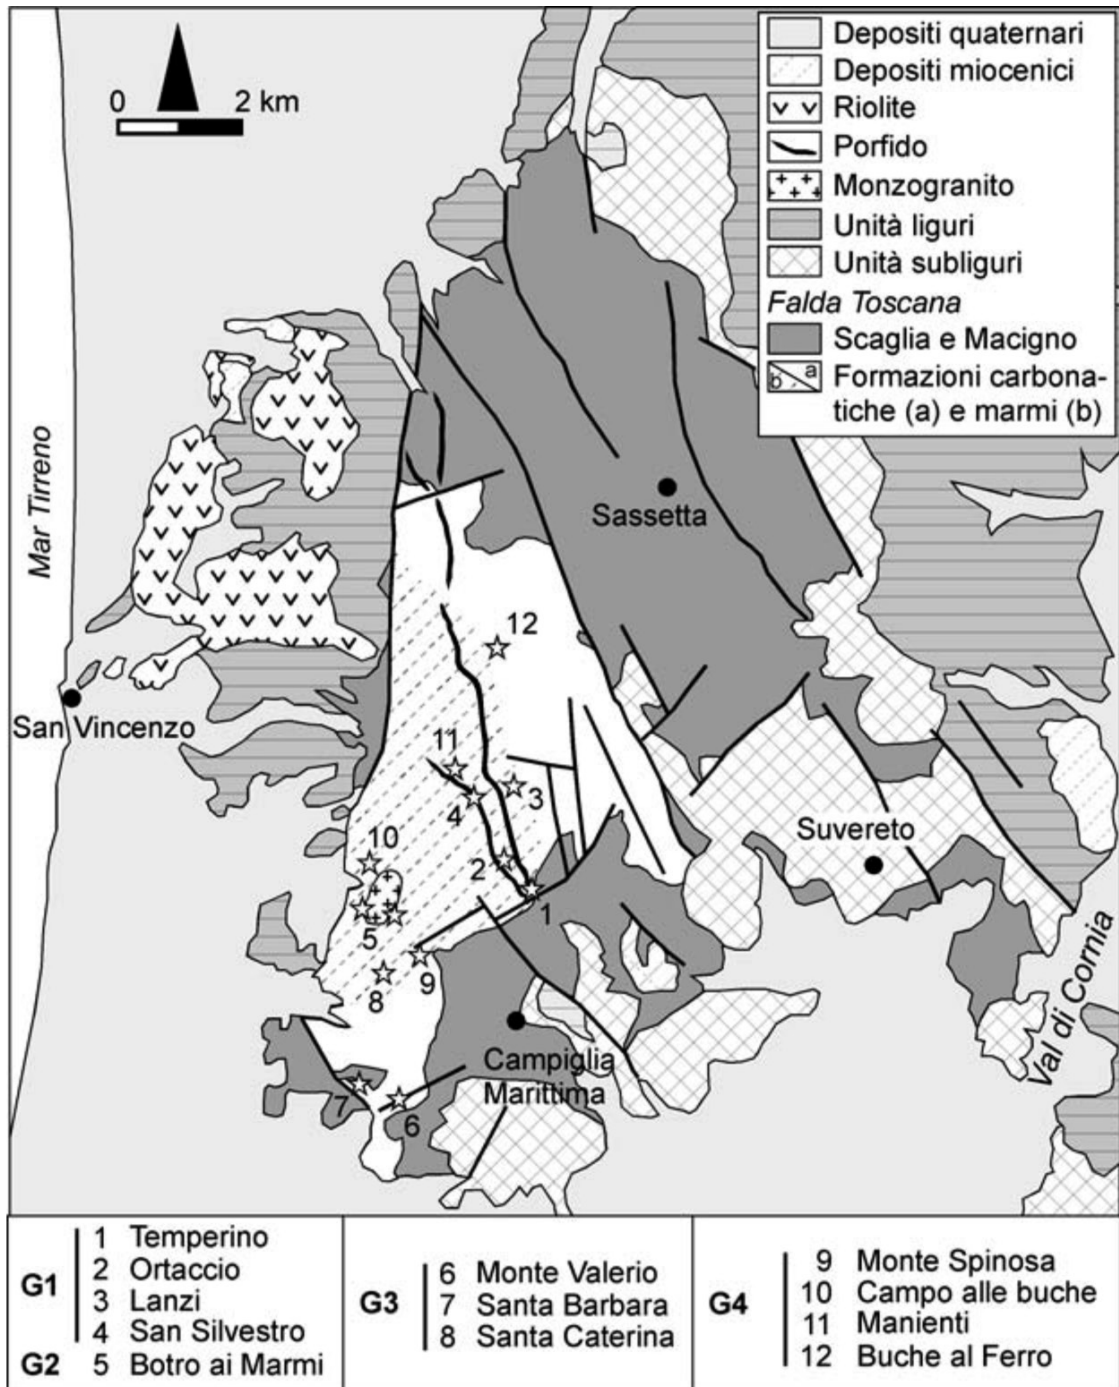 0 2 km
Depositi quaternari
Depositi miocenici
Riolite
Porfido
Monzogranito
Unità liguri
Unità subliguri
Falda Toscana
Scaglia e Macigno
b a
Formazioni carbona-
tiche (a) e marmi (b)
Mar Tirreno
Sassetta
12
San Vincenzo
11
3
4
Suvereto
10
2
1
5
9
8
Val di Cornia
Campiglia
Marittima
7
6
G1
1 Temperino
2 Ortaccio
3 Lanzi
4 San Silvestro
G2 5 Botro ai Marmi
G3
6 Monte Valerio
7 Santa Barbara
8 Santa Caterina
G4
9 Monte Spinosa
10 Campo alle buche
11 Manienti
12 Buche al Ferro